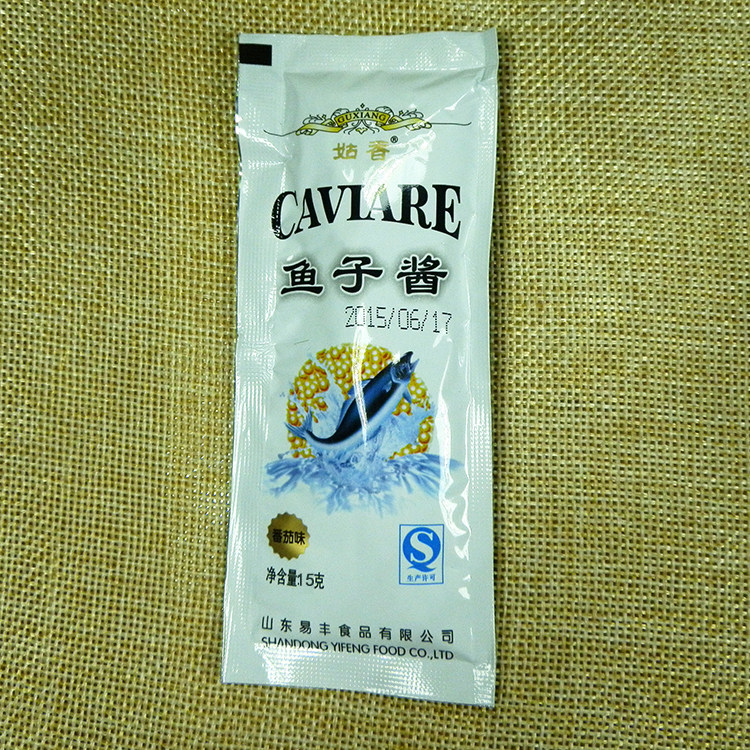 GUXIANG
姑香®
CAVIARE
鱼子酱
2015/06/17
番茄味
净含量:15克
生产许可
山东易丰食品有限公司
SHANDONG YIFENG FOOD CO.,LTD